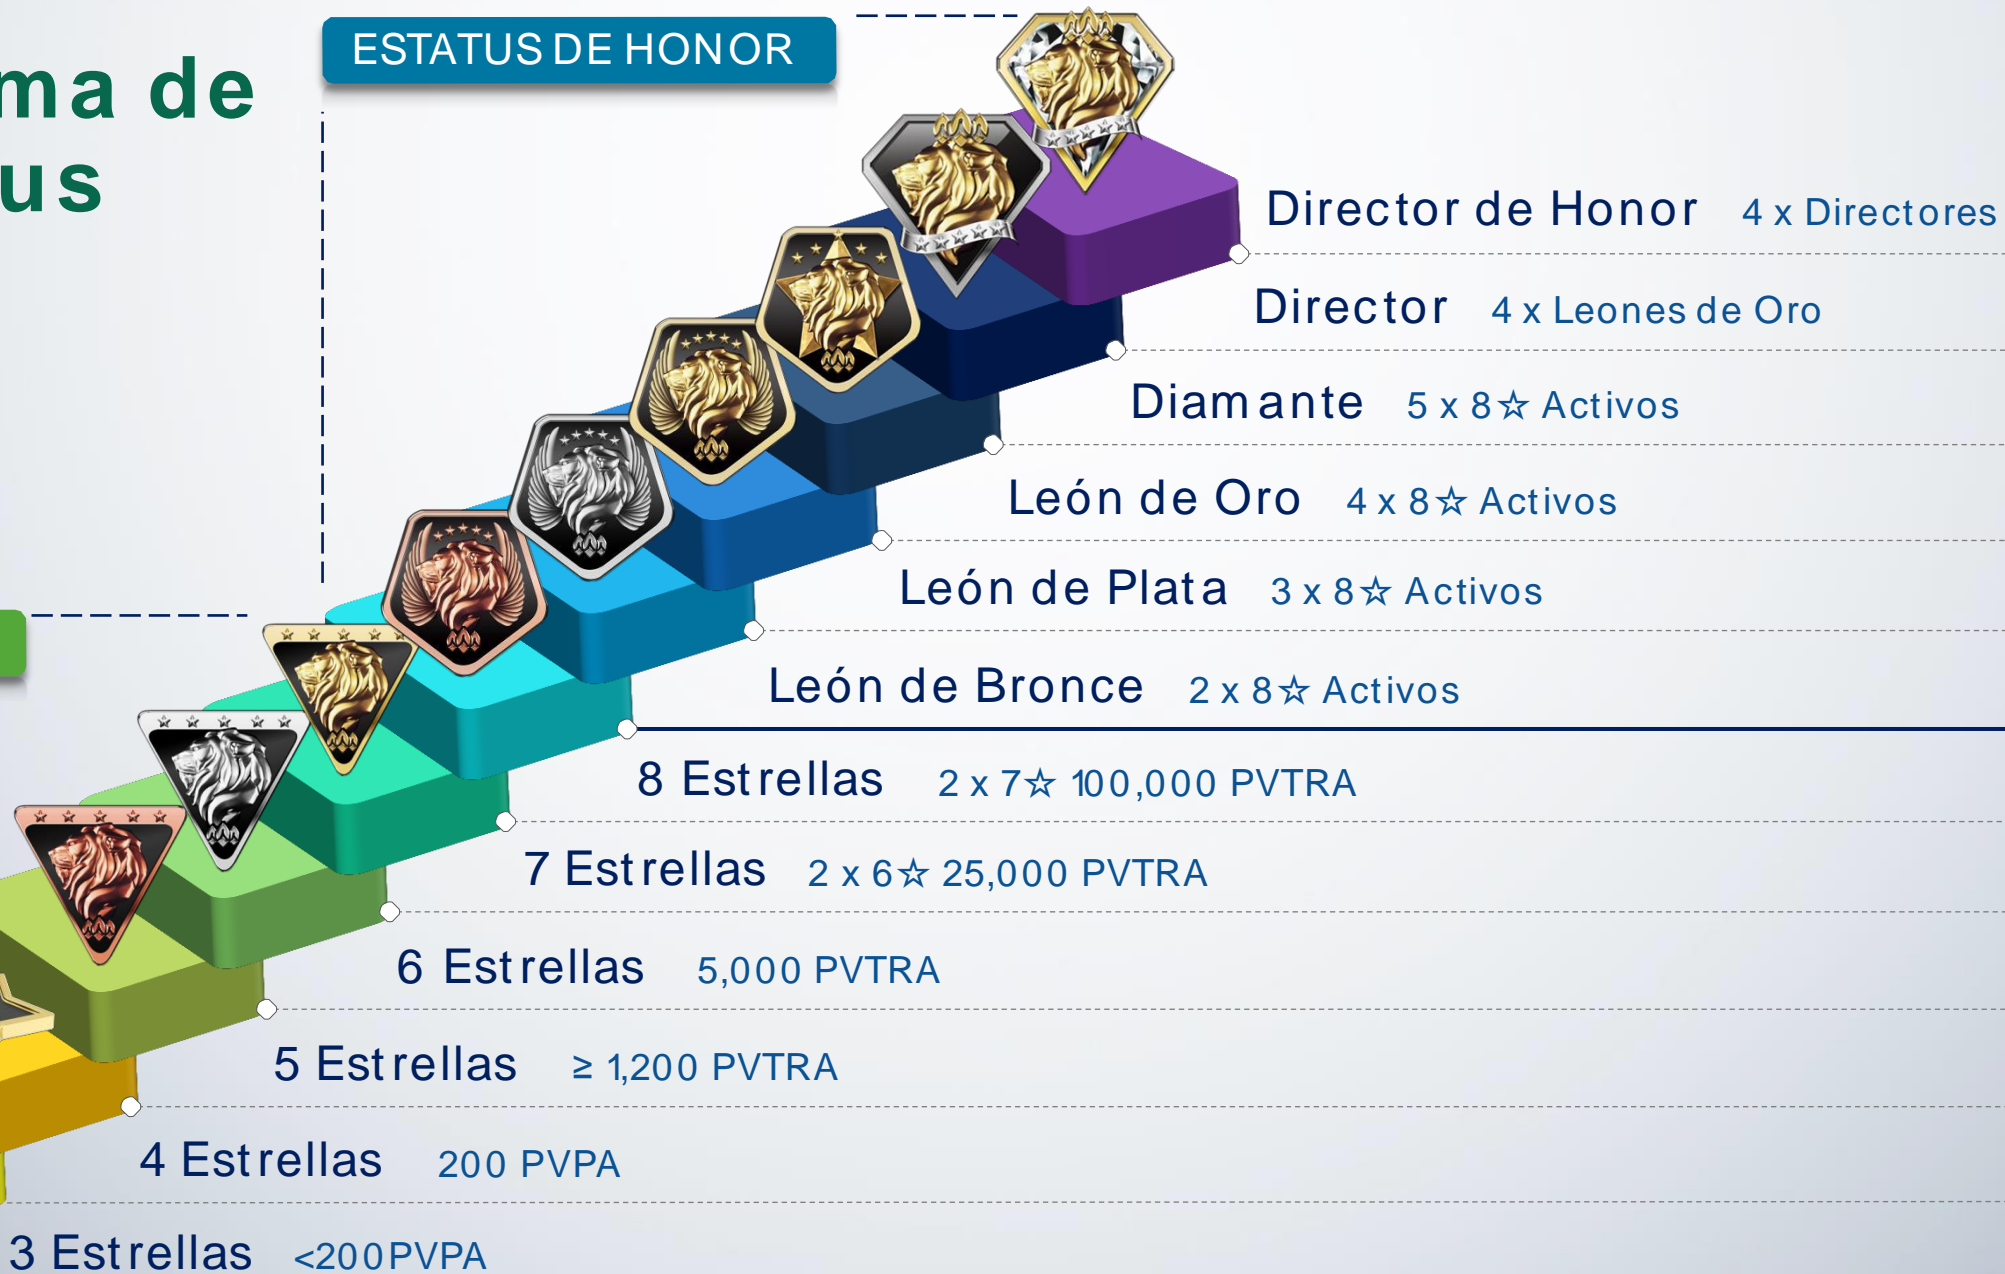 ESTATUS DE HONOR
ma de
us
Director de Honor 4 x Directores
Director 4 x Leones de Oro
Diamante 5 x 8☆ Activos
León de Oro 4 x 8☆ Activos
León de Plata 3 x 8☆ Activos
León de Bronce 2 x 8☆ Activos
8 Estrellas 2 x 7☆ 100,000 PVTRA
7 Estrellas 2 x 6☆ 25,000 PVTRA
6 Estrellas 5,000 PVTRA
5 Estrellas ≥ 1,200 PVTRA
4 Estrellas 200 PVPA
3 Estrellas <200PVPA